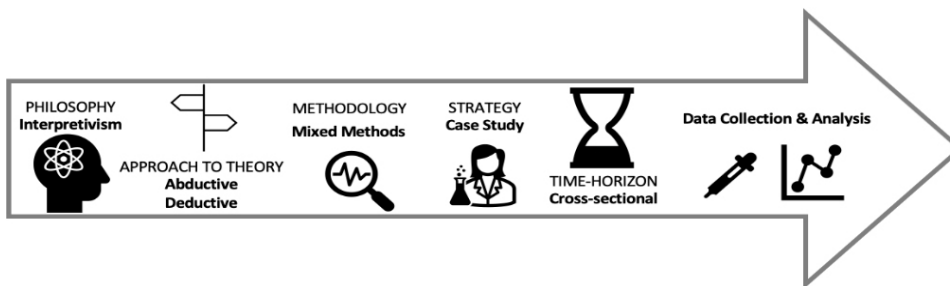 PHILOSOPHY
Interpretivism
APPROACH TO THEORY
Abductive
Deductive
METHODOLOGY
Mixed Methods
STRATEGY
Case Study
TIME-HORIZON
Cross-sectional
Data Collection & Analysis